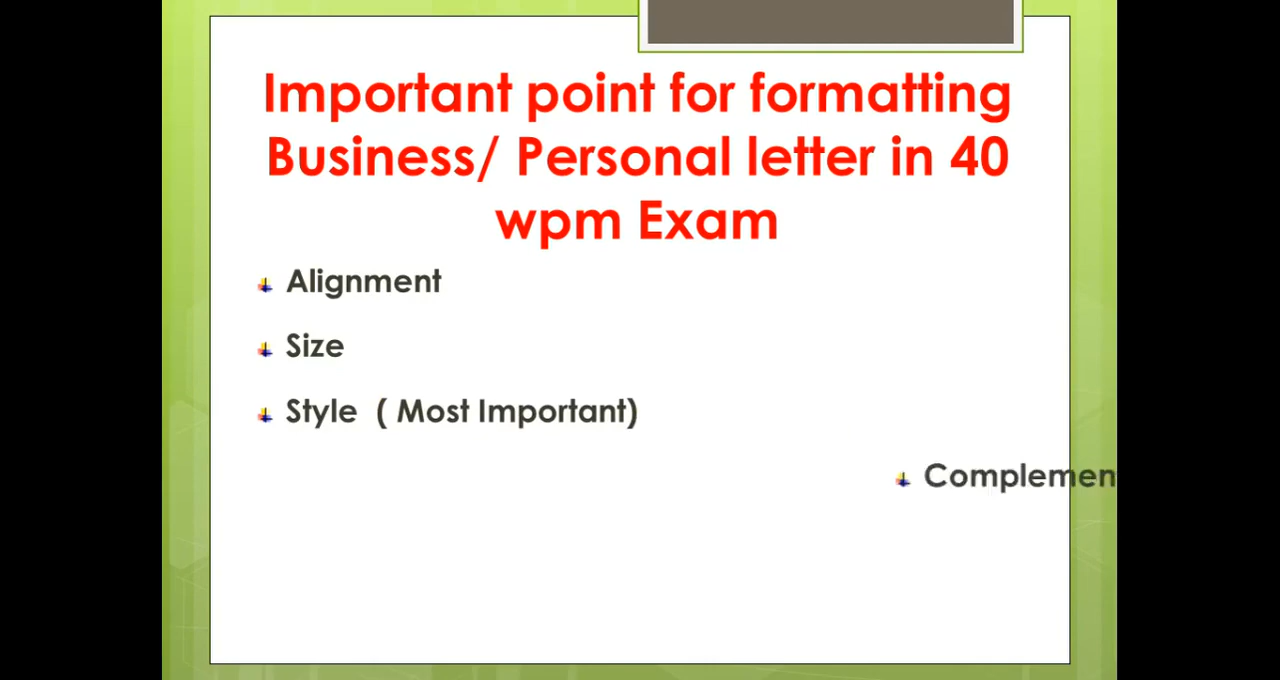 Important point for formatting
Business/ Personal letter in 40
wpm Exam
Alignment
Size
Style ( Most Important)